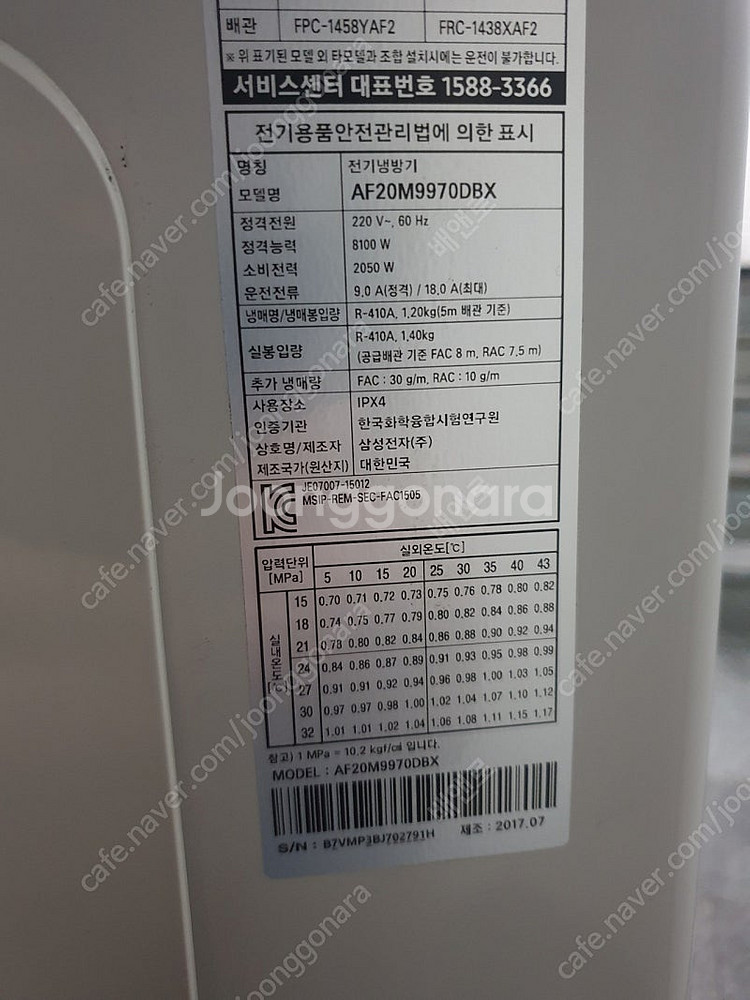 배관 FPC-1458YAF2 FRC-1438XAF2
※ 위 표기된 모델 외 타모델과 조합 설치시에는 운전이 불가합니다.
서비스센터 대표번호 1588-3366
전기용품안전관리법에 의한 표시
명칭 전기냉방기
모델명 AF20M9970DBX
정격전원 220 V~, 60 Hz
정격능력 8100 W
소비전력 2050 W
운전전류 9.0 A(정격) / 18.0 A(최대)
냉매명/냉매봉입량 R-410A, 1.20kg(5m 배관 기준)
실봉입량 R-410A, 1.40kg
(공급배관 기준 FAC 8 m, RAC 7.5 m)
추가 냉매량 FAC : 30 g/m, RAC : 10 g/m
사용장소 IPX4
인증기관 한국화학융합시험연구원
상호명/제조자 삼성전자(주)
제조국가(원산지) 대한민국
JE07007-15012
MSIP-REM-SEC-FAC1505
Joonggonara
압력단위 [MPa] 실외온도[℃]
5 10 15 20 25 30 35 40 43
실내온도[℃]
15 0.70 0.71 0.72 0.73 0.75 0.76 0.78 0.80 0.82
18 0.74 0.75 0.77 0.79 0.80 0.82 0.84 0.86 0.88
21 0.78 0.80 0.82 0.84 0.86 0.88 0.90 0.92 0.94
24 0.84 0.86 0.87 0.89 0.91 0.93 0.95 0.98 0.99
27 0.91 0.91 0.92 0.94 0.96 0.98 1.00 1.03 1.05
30 0.97 0.97 0.98 1.00 1.02 1.04 1.07 1.10 1.12
32 1.01 1.01 1.02 1.04 1.06 1.08 1.11 1.15 1.17
참고) 1 MPa = 10.2 kgf/㎠ 입니다.
MODEL : AF20M9970DBX
S/N : B7VMP3BJ702791H 제조 : 2017.07
cafe.naver.com/joonggonara
배앤드